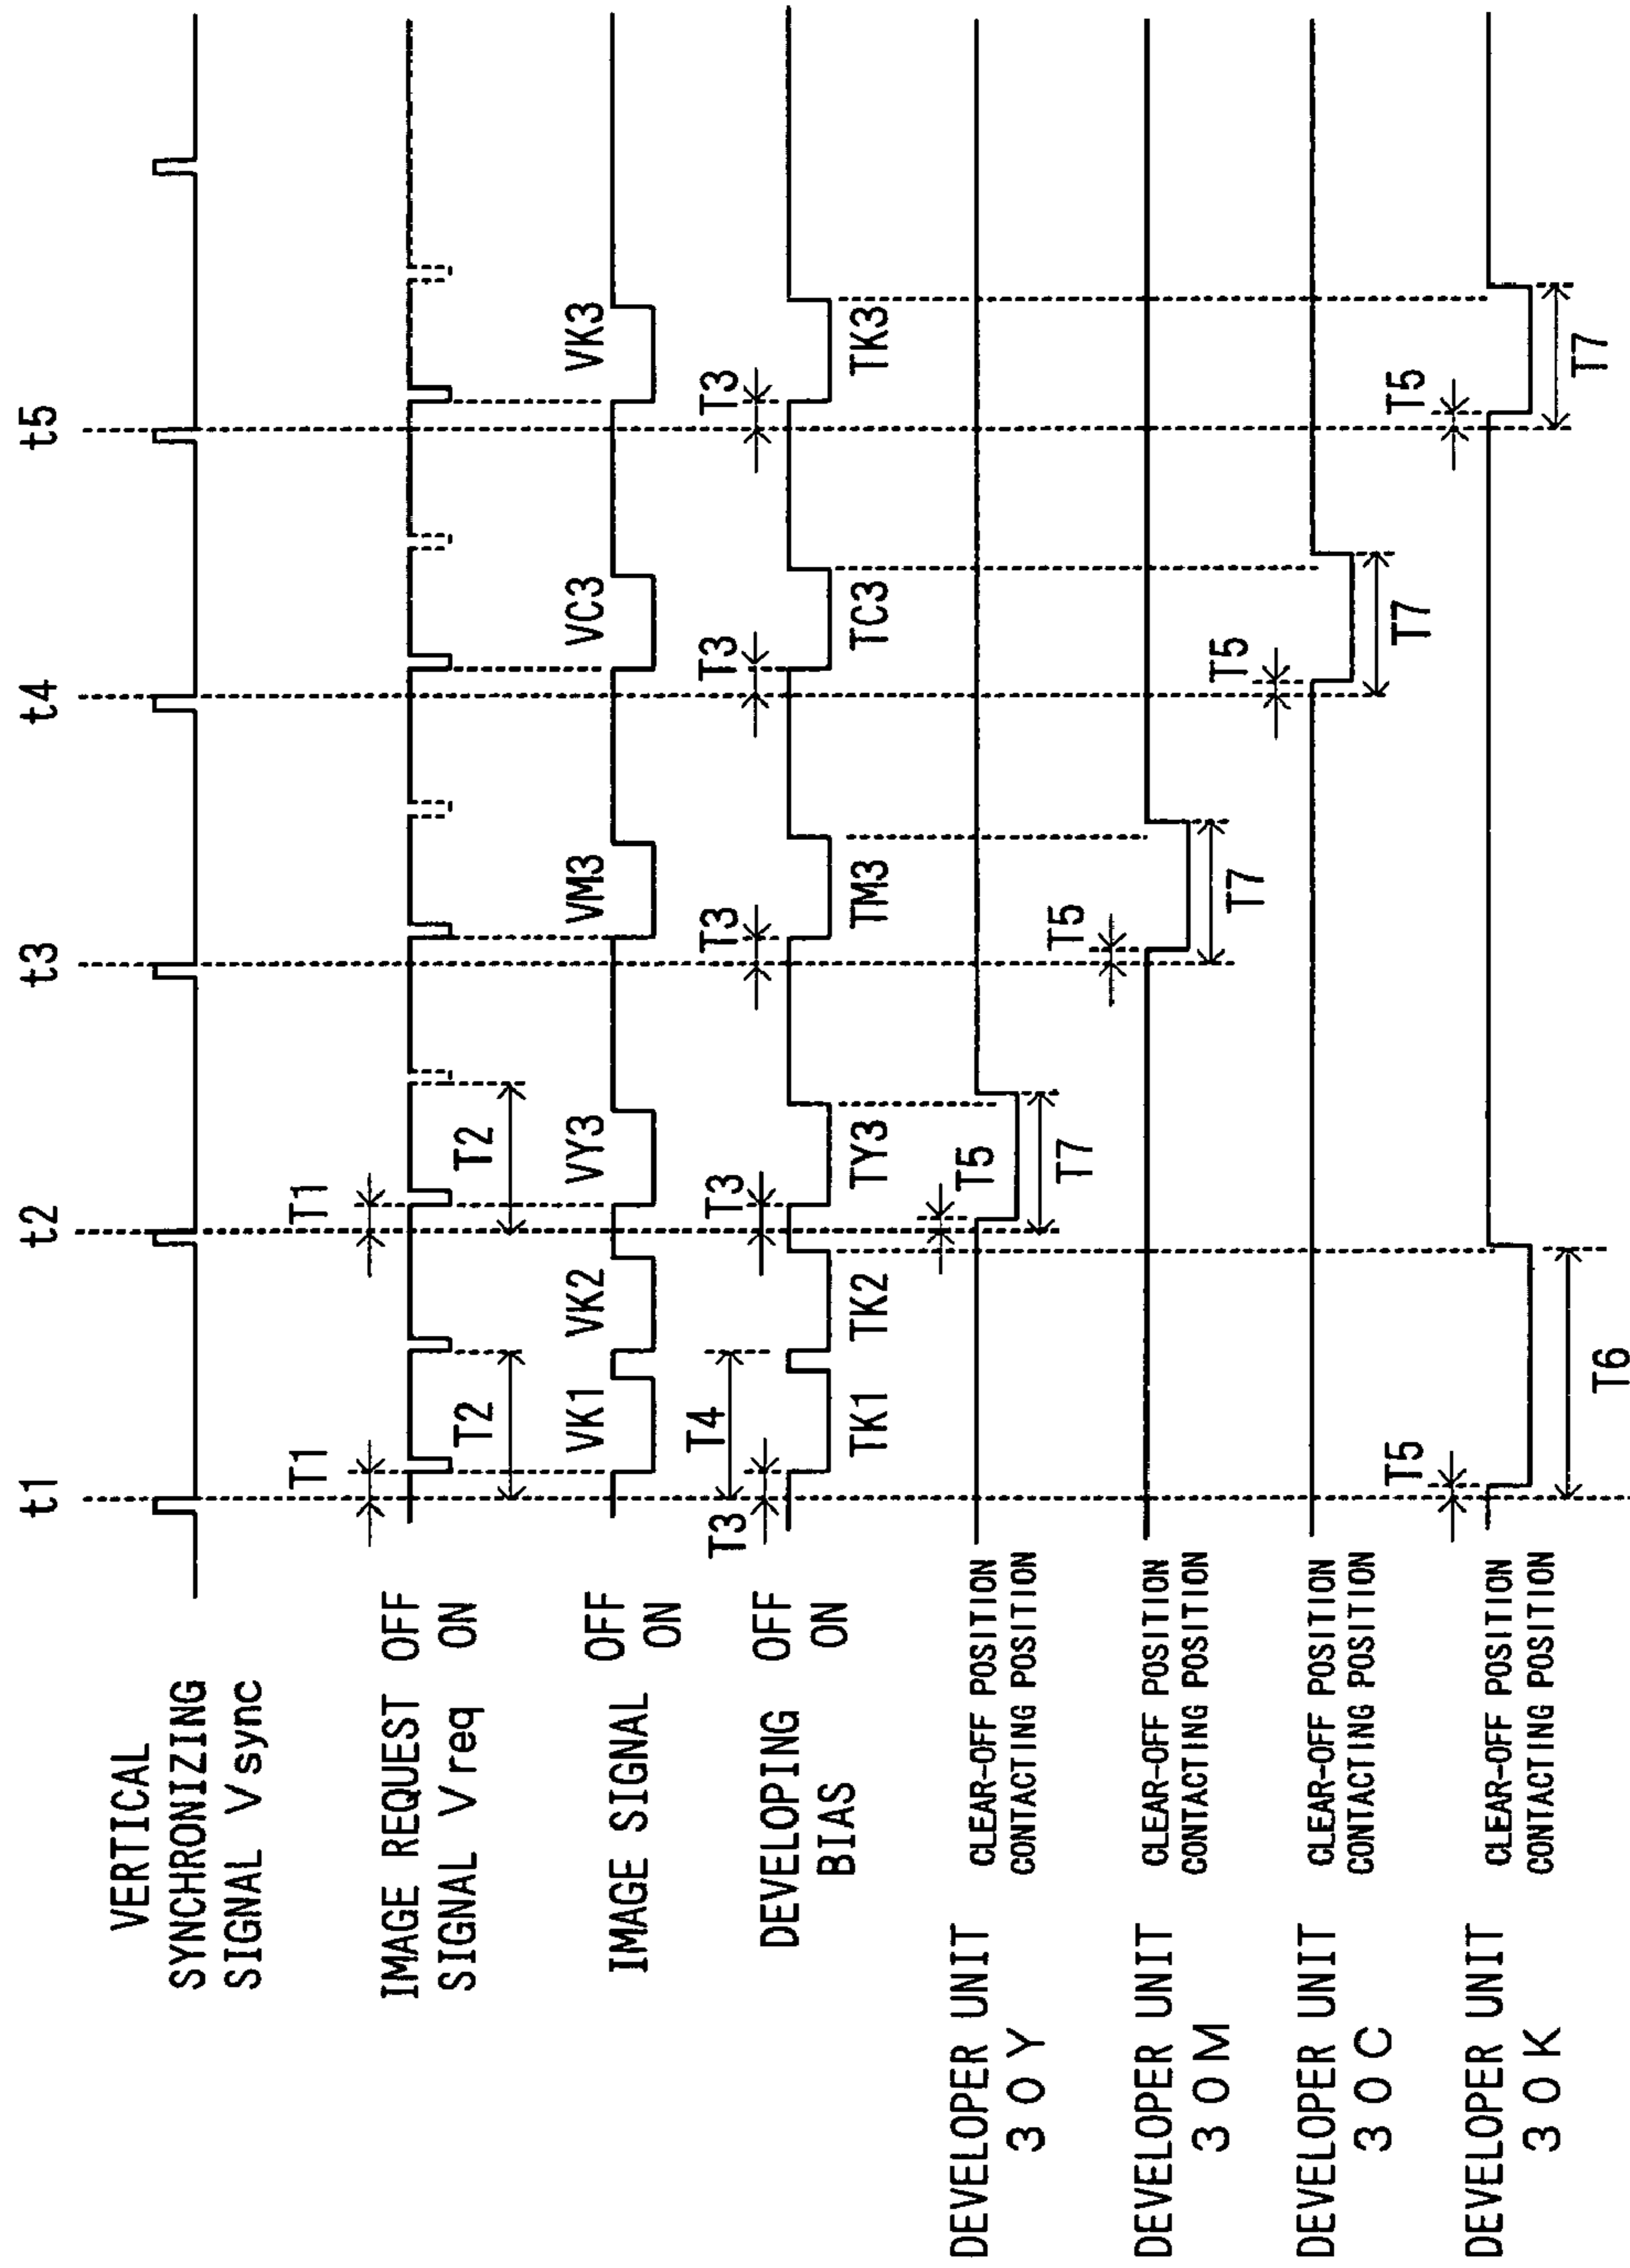 t1
t2
t3
t4
t5
VERTICAL
SYNCHRONIZING
SIGNAL Vsync
IMAGE REQUEST OFF
SIGNAL Vreq ON
T1
T2
T1
T2
IMAGE SIGNAL OFF
ON
VK1
VK2
VY3
VM3
VC3
VK3
DEVELOPING OFF
BIAS ON
T3
T4
T3
T3
T3
T3
TK1
TK2
TY3
TM3
TC3
TK3
DEVELOPER UNIT
30Y
CLEAR-OFF POSITION
CONTACTING POSITION
T5
T7
DEVELOPER UNIT
30M
CLEAR-OFF POSITION
CONTACTING POSITION
T5
T7
DEVELOPER UNIT
30C
CLEAR-OFF POSITION
CONTACTING POSITION
T5
T7
DEVELOPER UNIT
30K
CLEAR-OFF POSITION
CONTACTING POSITION
T5
T6
T5
T7